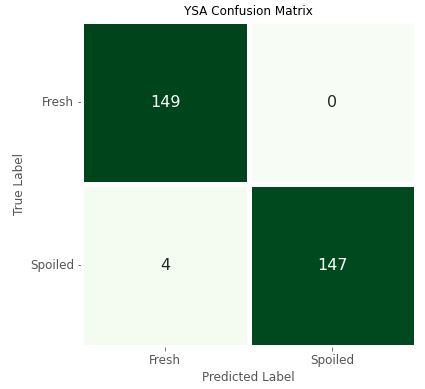 YSA Confusion Matrix
Fresh
149
0
True Label
Spoiled
4
147
Fresh
Spoiled
Predicted Label